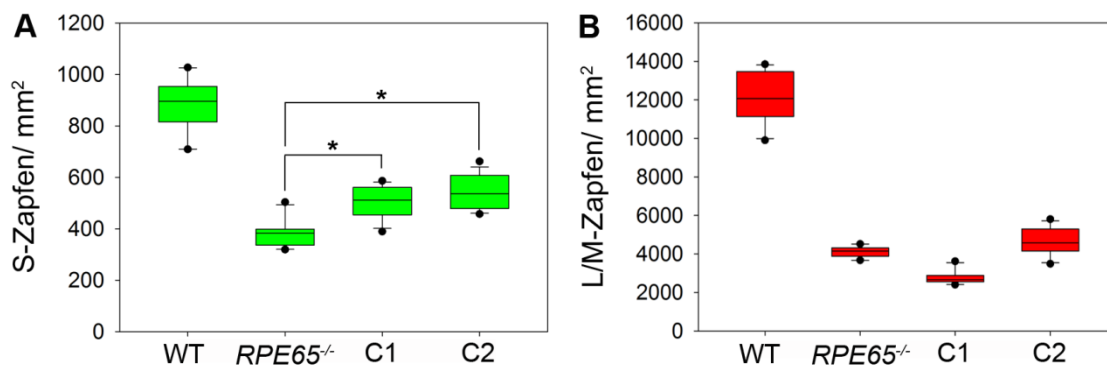 A
S-Zapfen/ mm²
1200
1000
800
600
400
200
0
*
*
WT
RPE65-/-
C1
C2
B
L/M-Zapfen/ mm²
16000
14000
12000
10000
8000
6000
4000
2000
0
WT
RPE65-/-
C1
C2